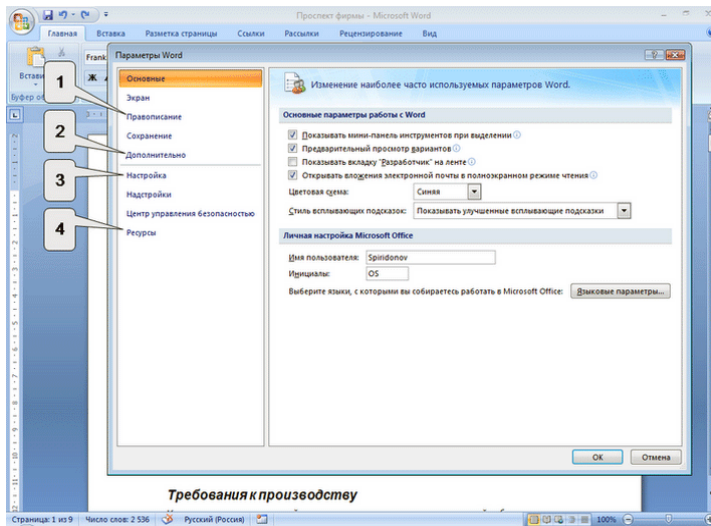 Проспект фирмы - Microsoft Word
Главная Вставка Разметка страницы Ссылки Рассылки Рецензирование Вид
Frank
Ж
Параметры Word
1
2
3
4
Основные
Экран
Правописание
Сохранение
Дополнительно
Настройка
Надстройки
Центр управления безопасностью
Ресурсы
Изменение наиболее часто используемых параметров Word.
Основные параметры работы с Word
Показывать мини-панель инструментов при выделении
Предварительный просмотр вариантов
Показывать вкладку "Разработчик" на ленте
Открывать вложения электронной почты в полноэкранном режиме чтения
Цветовая схема: Синяя
Стиль всплывающих подсказок: Показывать улучшенные всплывающие подсказки
Личная настройка Microsoft Office
Имя пользователя: Spiridonov
Инициалы: OS
Выберите языки, с которыми вы собираетесь работать в Microsoft Office: Языковые параметры...
ОК Отмена
Требования к производству
Страница: 1 из 9 Число слов: 2 536 Русский (Россия) 100%